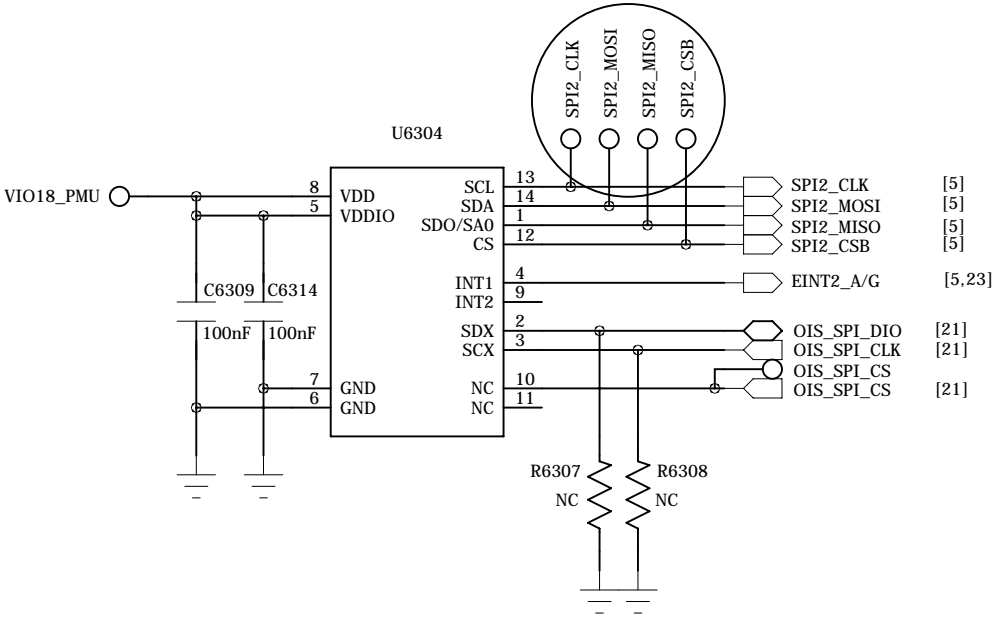 SPI2_CLK
SPI2_MOSI
SPI2_MISO
SPI2_CSB
U6304
VIO18_PMU
8 VDD SCL 13 SPI2_CLK [5]
5 VDDIO SDA 14 SPI2_MOSI [5]
SDO/SA0 1 SPI2_MISO [5]
CS 12 SPI2_CSB [5]
INT1 4 EINT2_A/G [5,23]
C6309 C6314 INT2 9
100nF 100nF SDX 2 OIS_SPI_DIO [21]
SCX 3 OIS_SPI_CLK [21]
OIS_SPI_CS
7 GND NC 10 OIS_SPI_CS [21]
6 GND NC 11
R6307 R6308
NC NC